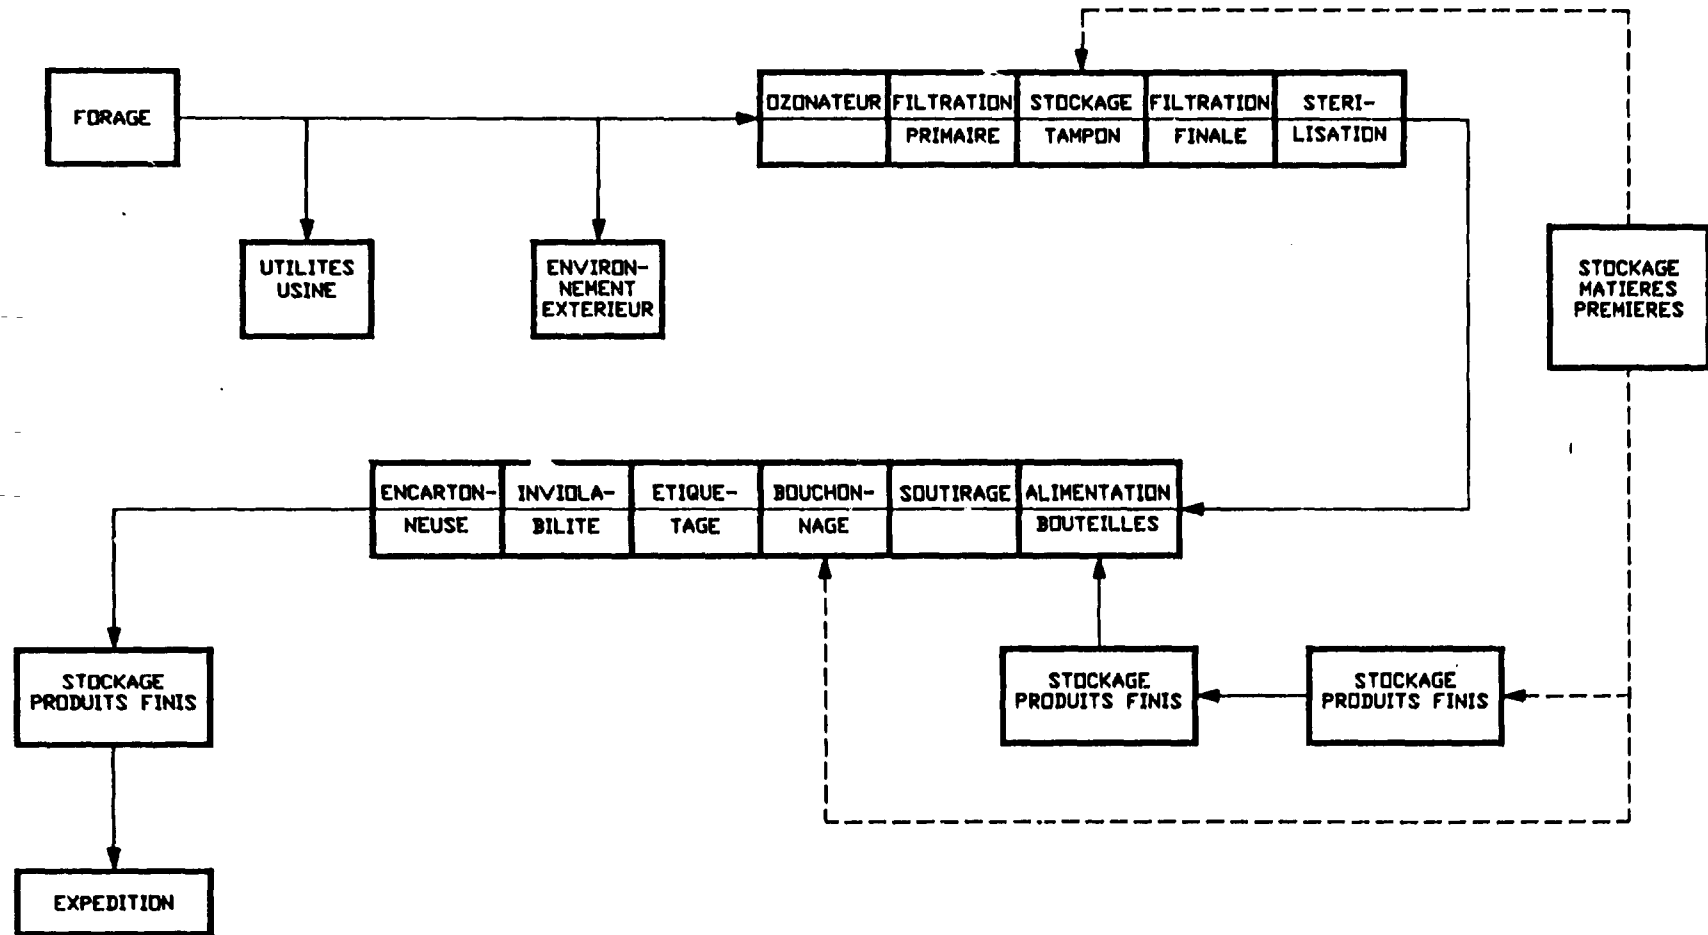 FORAGE
OZONATEUR
FILTRATION
PRIMAIRE
STOCKAGE
TAMPON
FILTRATION
FINALE
STERI-
LISATION
UTILITES
USINE
ENVIRON-
NEMENT
EXTERIEUR
STOCKAGE
MATIERES
PREMIERES
ENCARTON-
NEUSE
INVIOLA-
BILITE
ETIQUE-
TAGE
BOUCHON-
NAGE
SOUTIRAGE
ALIMENTATION
BOUTEILLES
STOCKAGE
PRODUITS FINIS
STOCKAGE
PRODUITS FINIS
STOCKAGE
PRODUITS FINIS
EXPEDITION